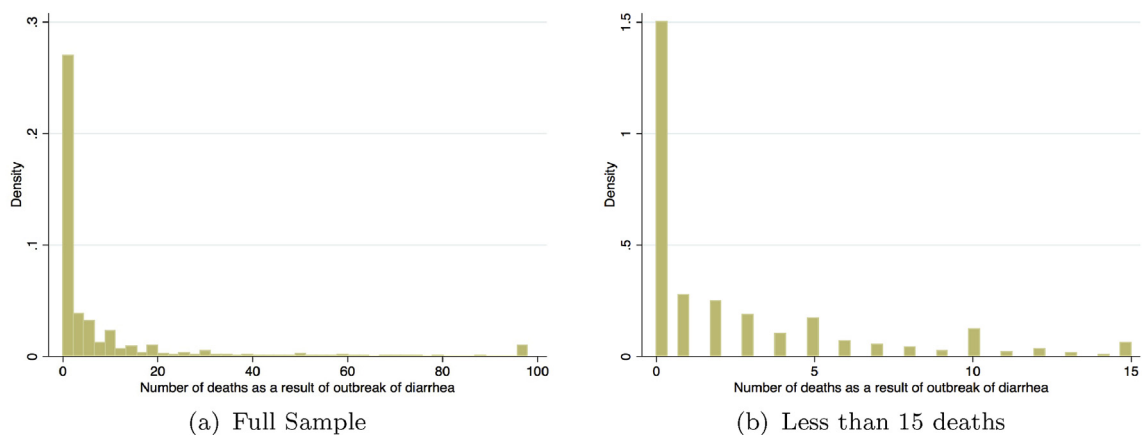 .3
.2
.1
0
Density
0 20 40 60 80 100
Number of deaths as a result of outbreak of diarrhea
(a) Full Sample
1.5
1
.5
0
Density
0 5 10 15
Number of deaths as a result of outbreak of diarrhea
(b) Less than 15 deaths